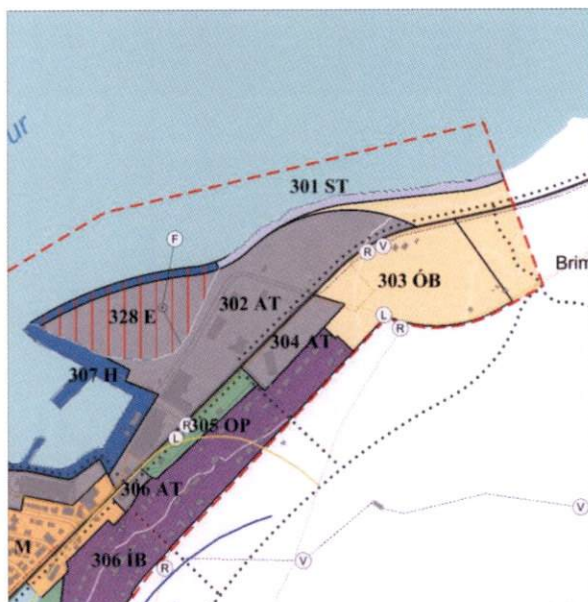 ur
301 ST
F
R V
Brim
303 ÓB
302 AT
328 E
L
R
304 AT
307 H
R
L
305 OP
306 AT
M
306 ÍB
R
V
V